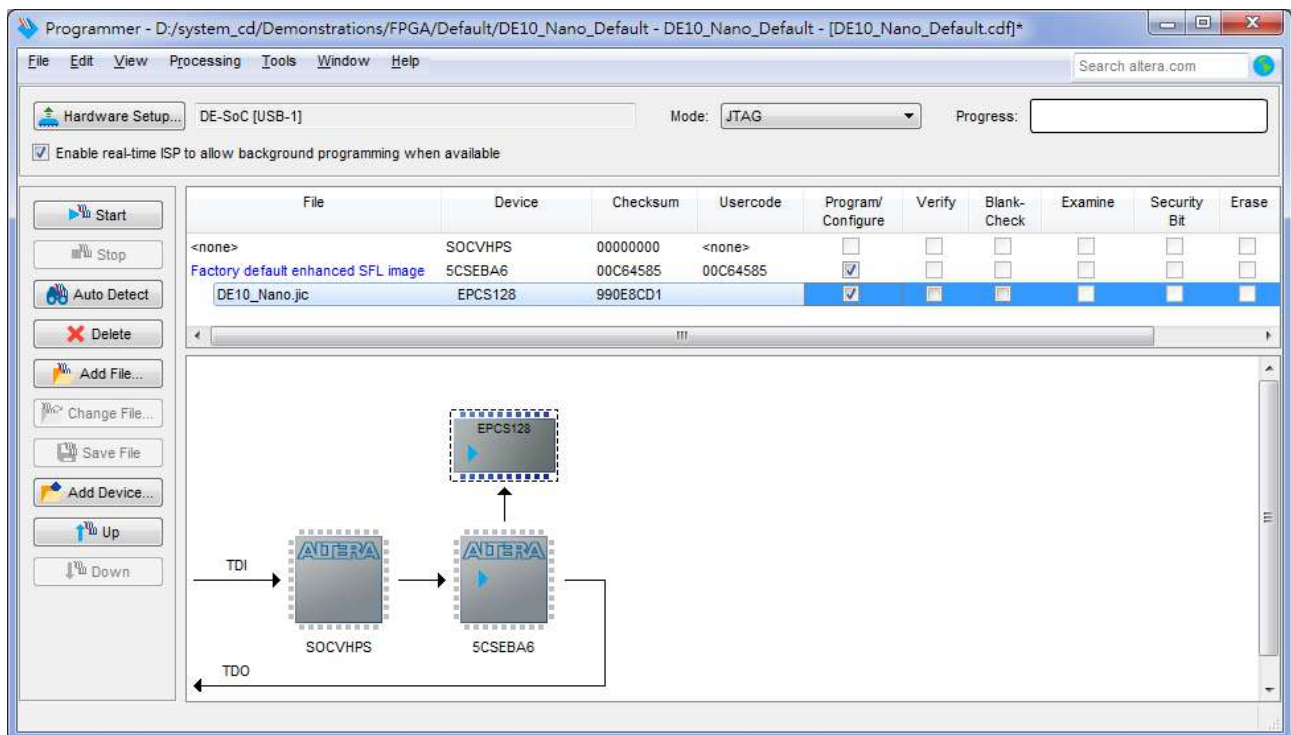 Programmer - D:/system_cd/Demonstrations/FPGA/Default/DE10_Nano_Default - DE10_Nano_Default - [DE10_Nano_Default.cdf]*
File Edit View Processing Tools Window Help
Search altera.com
Hardware Setup... DE-SoC [USB-1] Mode: JTAG Progress:
Enable real-time ISP to allow background programming when available
Start
Stop
Auto Detect
Delete
Add File...
Change File...
Save File
Add Device...
Up
Down
File Device Checksum Usercode Program/ Configure Verify Blank- Check Examine Security Bit Erase
<none> SOCVHPS 00000000 <none>
Factory default enhanced SFL image 5CSEBA6 00C64585 00C64585
DE10_Nano.jic EPCS128 990E8CD1
EPCS128
ALTERA ALTERA
TDI
SOCVHPS 5CSEBA6
TDO